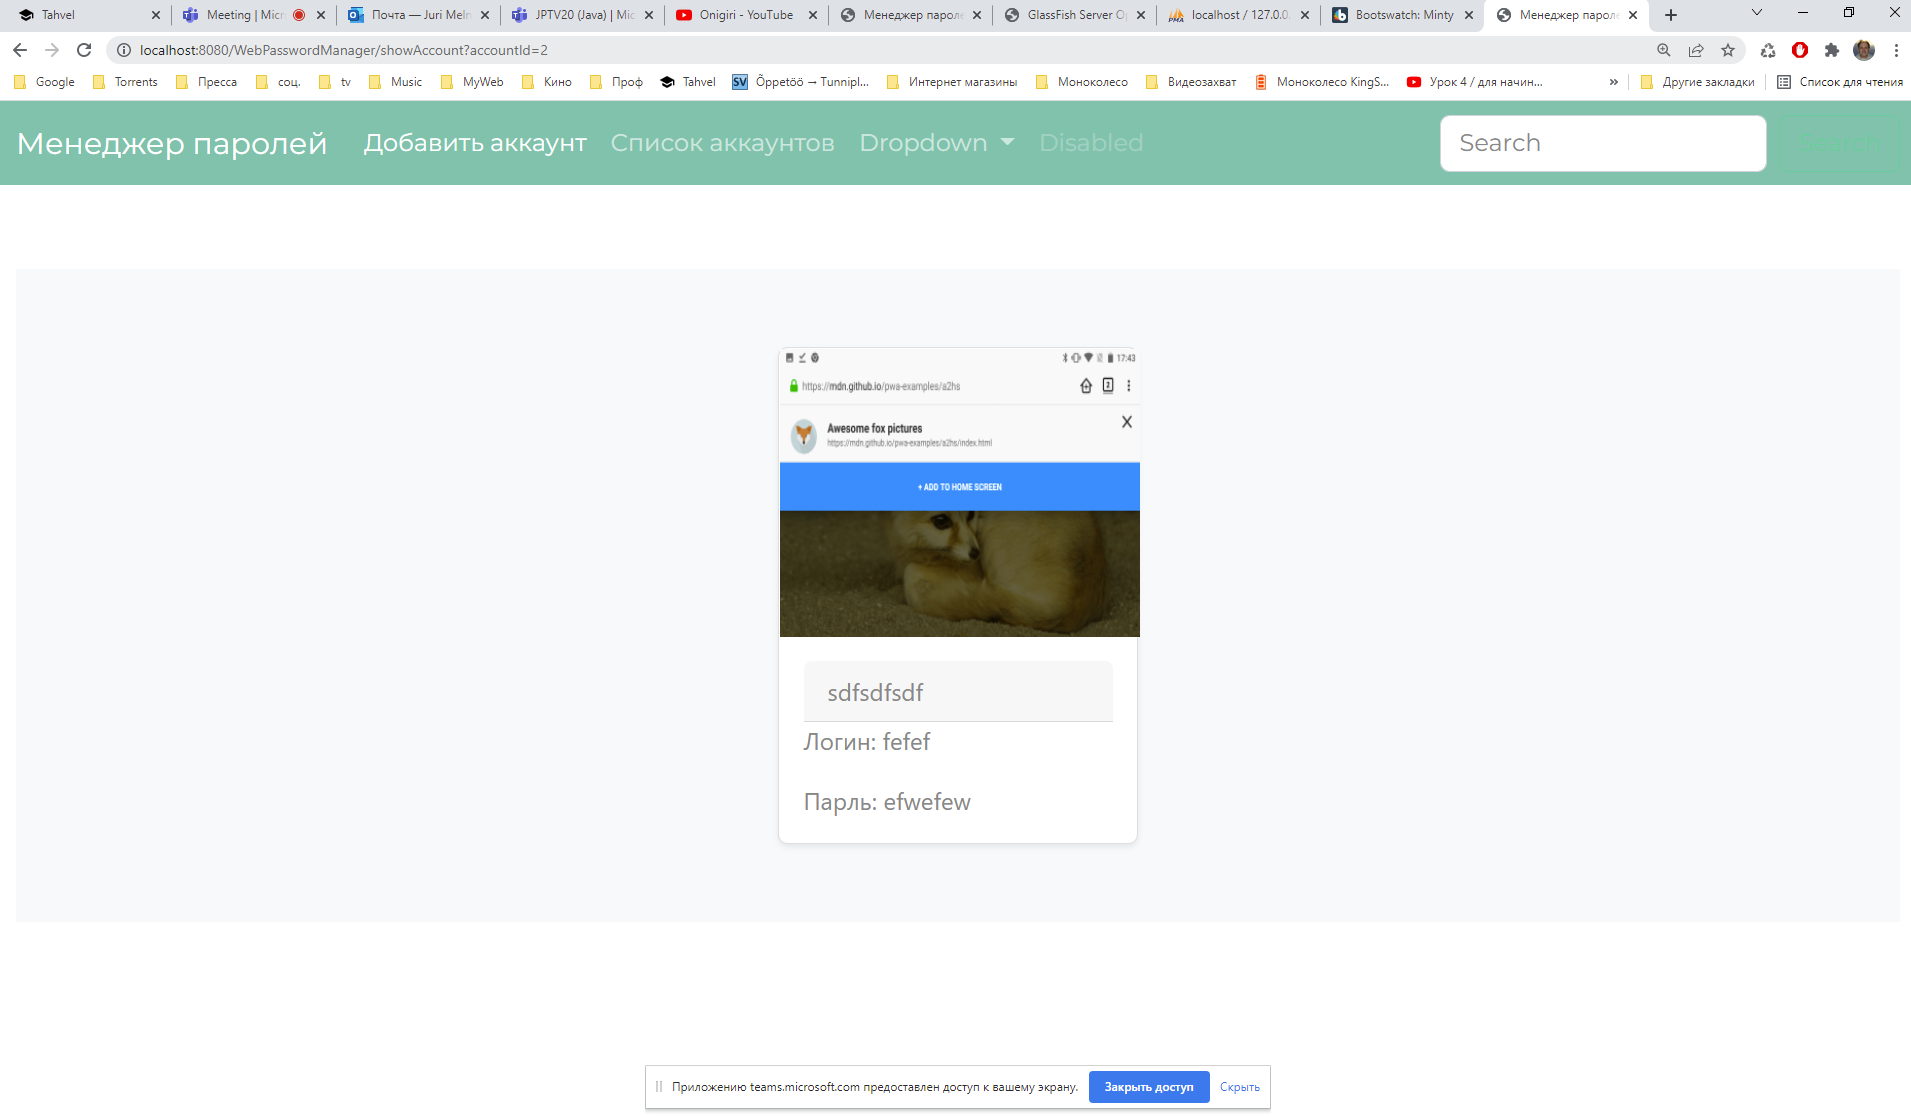 Tahvel
Meeting | Micr
Почта — Juri Meln
JPTV20 (Java) | Mic
Onigiri - YouTube
Менеджер пароле
GlassFish Server Op
localhost / 127.0.0.
Bootswatch: Minty
Менеджер пароле
localhost:8080/WebPasswordManager/showAccount?accountId=2
Google
Torrents
Пресса
соц.
tv
Music
MyWeb
Кино
Проф
Tahvel
SV Õppetöö → Tunnipl...
Интернет магазины
Моноколесо
Видеозахват
Моноколесо KingS...
Урок 4 / для начин...
»
Другие закладки
Список для чтения
Менеджер паролей
Добавить аккаунт
Список аккаунтов
Dropdown
Disabled
Search
Search
17:43
https://mdn.github.io/pwa-examples/a2hs
2
Awesome fox pictures
X
https://mdn.github.io/pwa-examples/a2hs/index.html
+ ADD TO HOME SCREEN
sdfsdfsdf
Логин: fefef
Парль: efwefew
Приложению teams.microsoft.com предоставлен доступ к вашему экрану.
Закрыть доступ
Скрыть